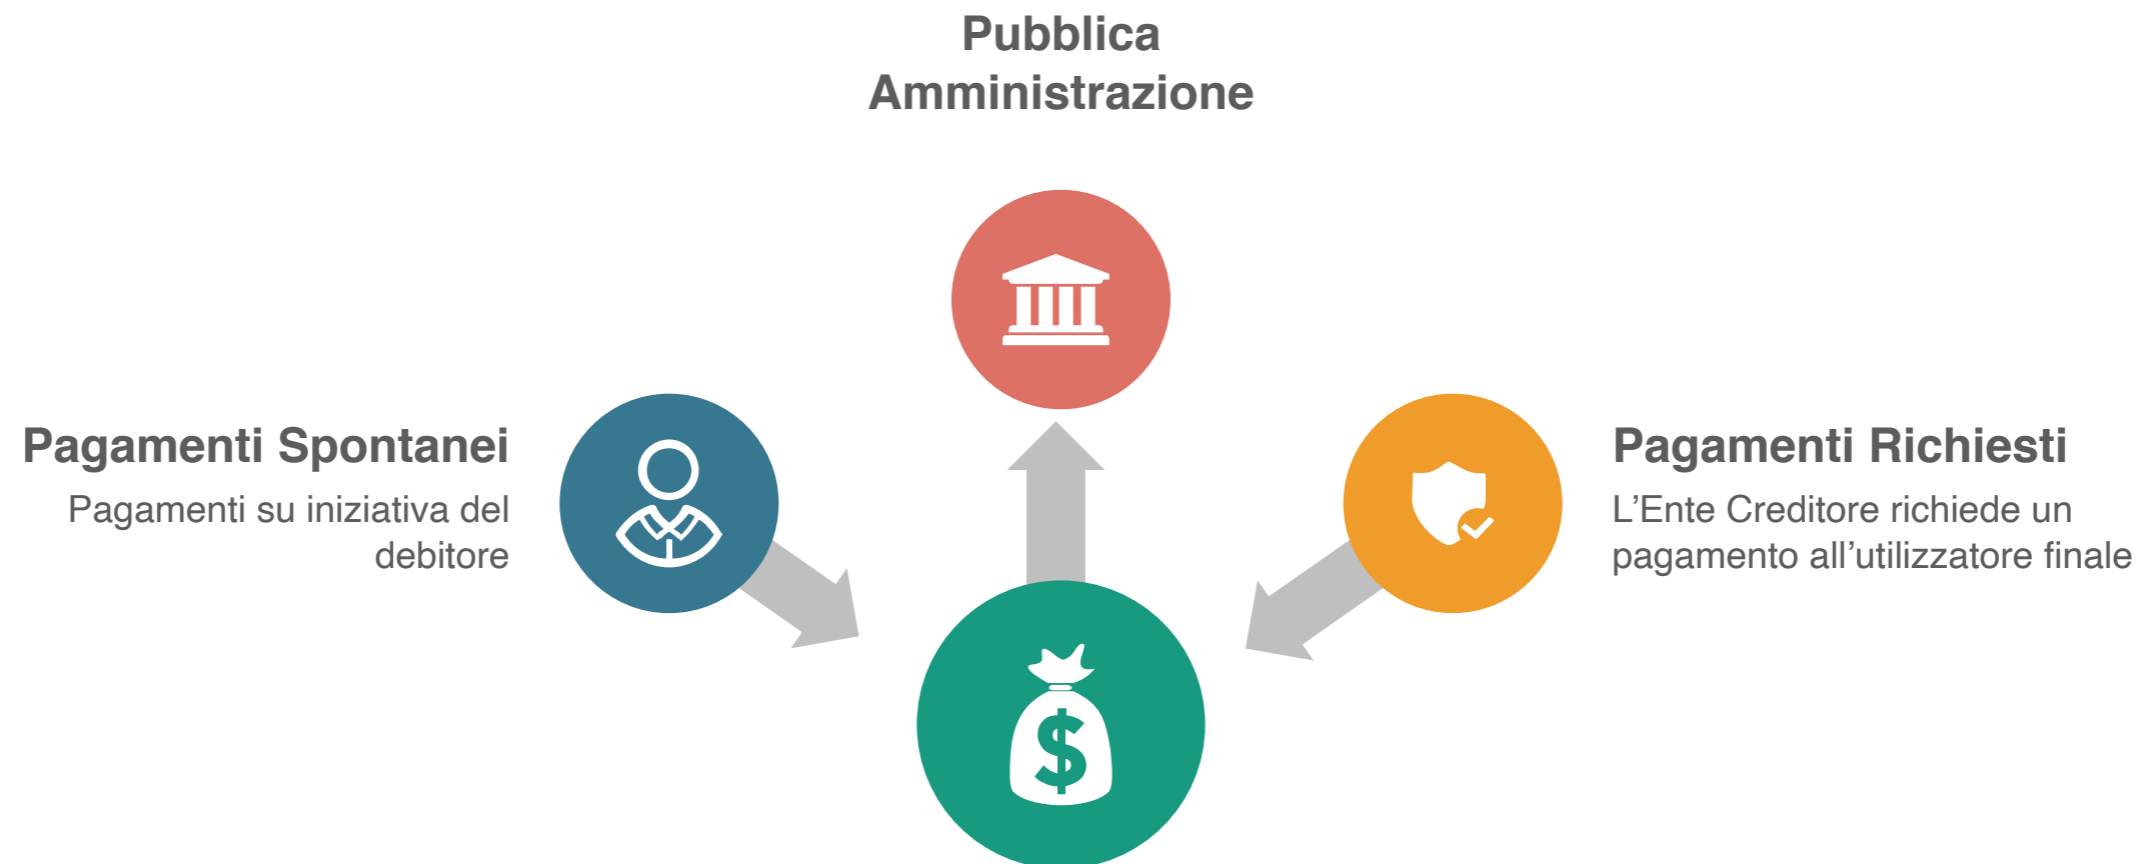 Pubblica
Amministrazione
Pagamenti Spontanei
Pagamenti su iniziativa del
debitore
Pagamenti Richiesti
L’Ente Creditore richiede un
pagamento all’utilizzatore finale
$